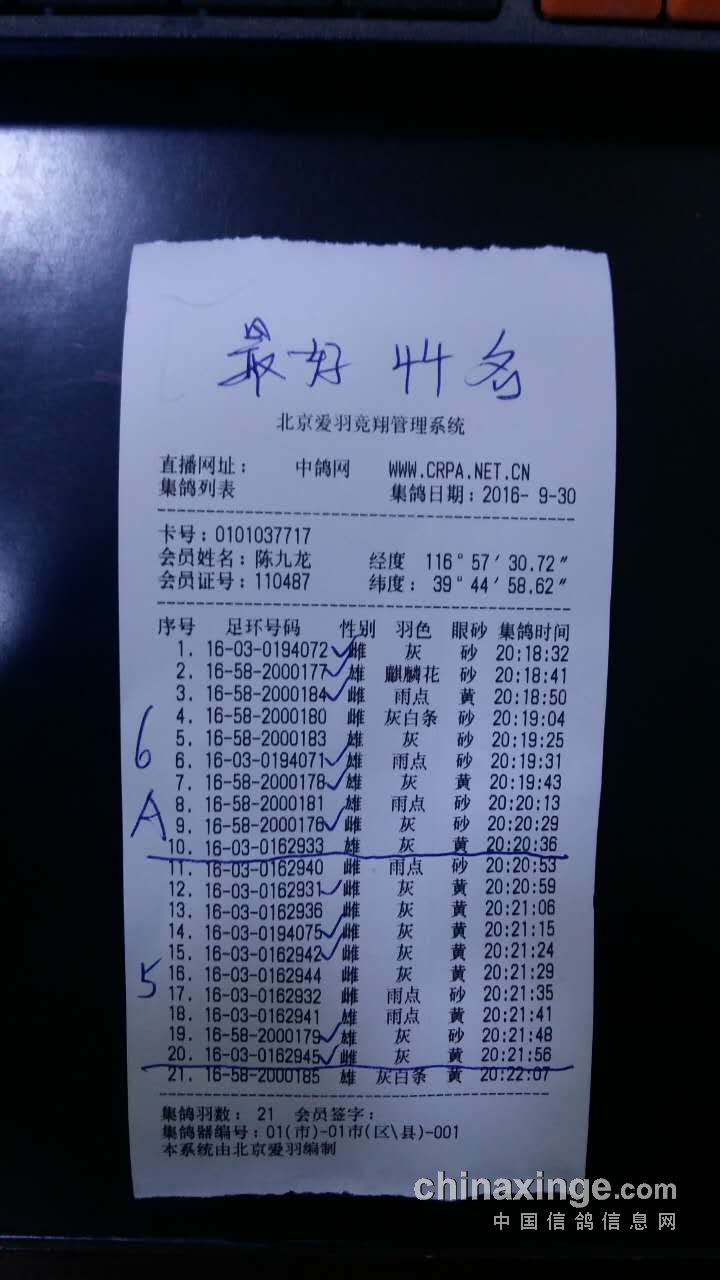 最好 卅名
北京爱羽竞翔管理系统
直播网址： 中鸽网 WWW.CRPA.NET.CN
集鸽列表 集鸽日期：2016- 9-30
卡号：0101037717
会员姓名：陈九龙 经度 116°57′30.72″
会员证号：110487 纬度：39°44′58.62″
序号 足环号码 性别 羽色 眼砂 集鸽时间
1. 16-03-0194072 雌 灰 砂 20:18:32
2. 16-58-2000177 雄 麒麟花 砂 20:18:41
3. 16-58-2000184 雌 雨点 黄 20:18:50
4. 16-58-2000180 雌 灰白条 砂 20:19:04
5. 16-58-2000183 雄 灰 砂 20:19:25
6. 16-03-0194071 雄 雨点 砂 20:19:31
7. 16-58-2000178 雄 灰 黄 20:19:43
8. 16-58-2000181 雄 雨点 砂 20:20:13
9. 16-58-2000176 雌 灰 砂 20:20:29
10. 16-03-0162933 雄 灰 黄 20:20:36
6
A
11. 16-03-0162940 雌 雨点 砂 20:20:53
12. 16-03-0162931 雌 灰 黄 20:20:59
13. 16-03-0162936 雌 灰 黄 20:21:06
14. 16-03-0194075 雌 灰 黄 20:21:15
15. 16-03-0162942 雌 灰 黄 20:21:24
16. 16-03-0162944 雌 灰 黄 20:21:29
17. 16-03-0162932 雌 雨点 砂 20:21:35
18. 16-03-0162941 雄 雨点 黄 20:21:41
19. 16-58-2000179 雄 灰 砂 20:21:48
20. 16-03-0162945 雌 灰 黄 20:21:56
5
21. 16-58-2000185 雄 灰白条 黄 20:22:07
集鸽羽数： 21 会员签字：
集鸽器编号：01(市)-01市(区\县)-001
本系统由北京爱羽编制
chinaxinge.com
中国信鸽信息网